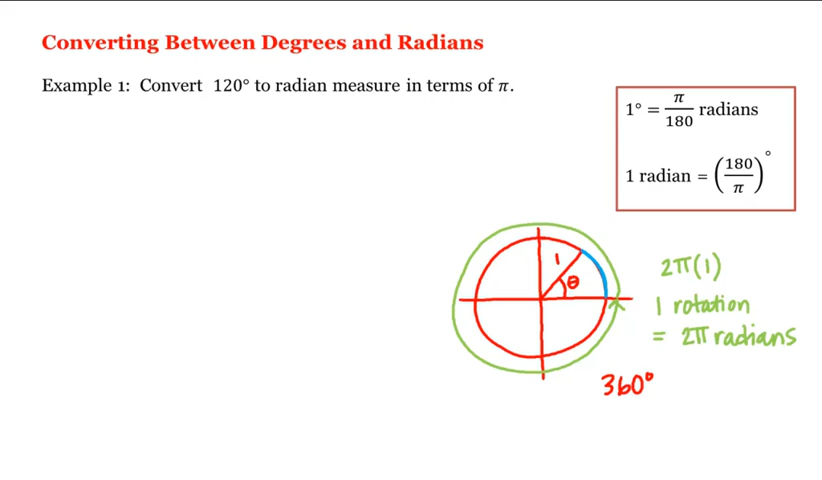 Converting Between Degrees and Radians
Example 1: Convert 120° to radian measure in terms of π.
1° = π/180 radians
1 radian = (180/π)°
1
θ
2π(1)
1 rotation
= 2π radians
360°